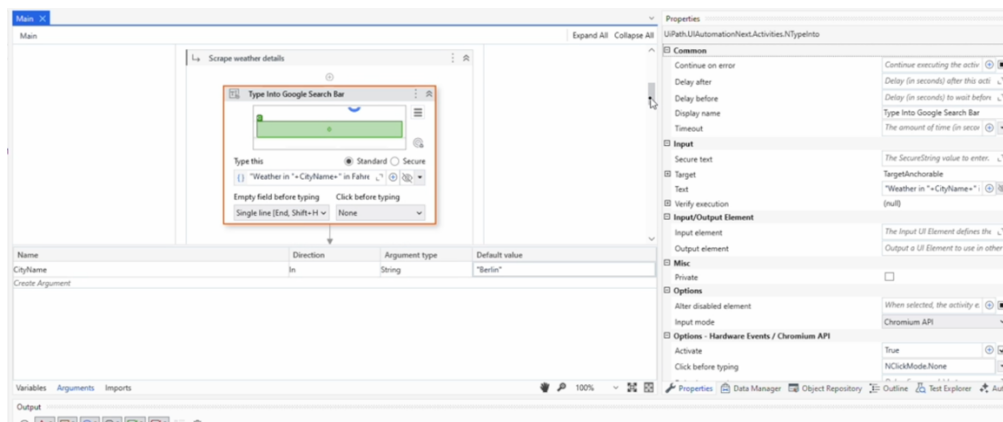 Main
Main
Expand All Collapse All
Scrape weather details
Type Into Google Search Bar
Type this
Standard Secure
"Weather in "+CityName+" in Fahre
Empty field before typing Click before typing
Single line [End, Shift+H None
Name Direction Argument type Default value
CityName In String "Berlin"
Create Argument
Variables Arguments Imports
100%
Output
Properties
UiPath.UIAutomationNext.Activities.NTypeInto
Common
Continue on error Continue executing the activ
Delay after Delay (in seconds) after this acti
Delay before Delay (in seconds) to wait before
Display name Type Into Google Search Bar
Timeout The amount of time (in secor
Input
Secure text The SecureString value to enter.
Target TargetAnchorable
Text "Weather in "+CityName+"
Verify execution (null)
Input/Output Element
Input element The Input UI Element defines the
Output element Output a UI Element to use in other
Misc
Private
Options
Alter disabled element When selected, the activity e
Input mode Chromium API
Options - Hardware Events / Chromium API
Activate True
Click before typing NClickMode.None
Properties Data Manager Object Repository Outline Test Explorer Au